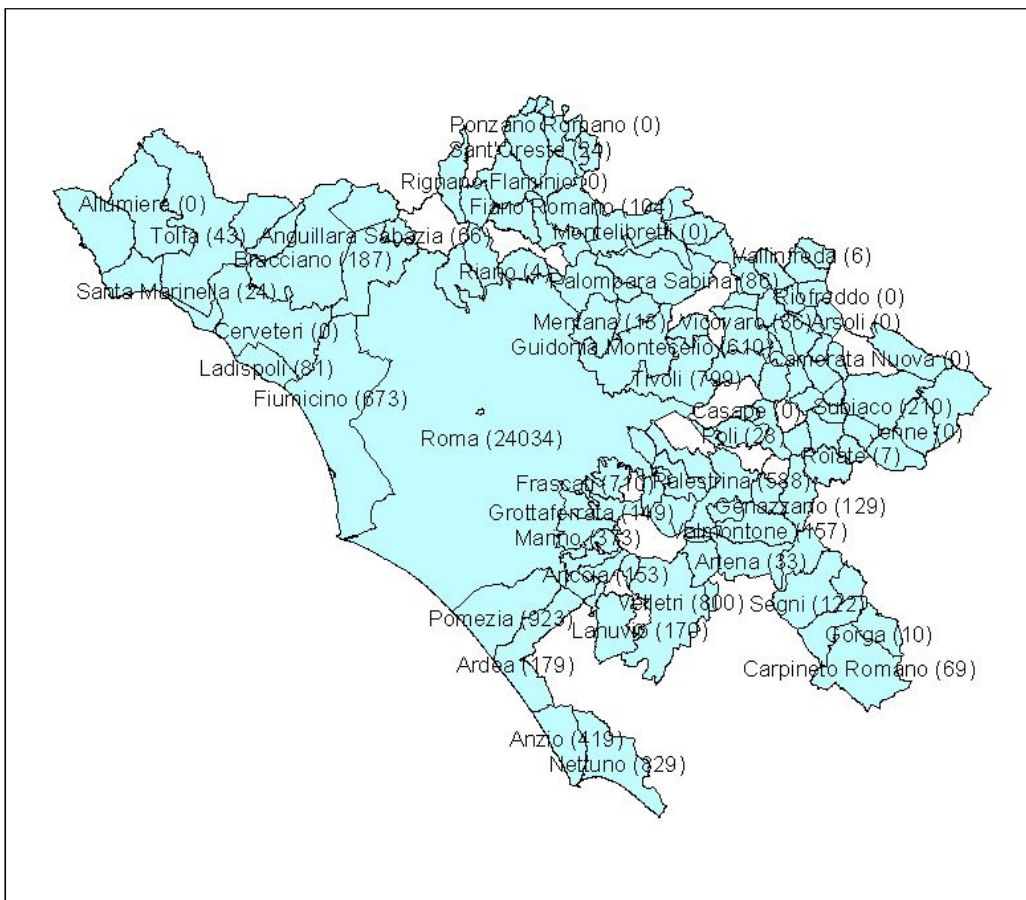 Ponzano Romano (0)
Sant'Oreste (24)
Rignano Flaminio (0)
Allumiere (0)
Fiano Romano (104)
Tolfa (43)
Anguillara Sabazia (66)
Montelibretti (0)
Bracciano (187)
Vallinfreda (6)
Riano (4)
Palombara Sabina (86)
Santa Marinella (24)
Riofreddo (0)
Mentana (18)
Vicovaro (36)
Arsoli (0)
Cerveteri (0)
Guidonia Montecelio (610)
Camerata Nuova (0)
Ladispoli (81)
Tivoli (799)
Fiumicino (673)
Casape (0)
Subiaco (210)
Roma (24034)
Poli (28)
Jenne (0)
Roiate (7)
Frascati (710)
Palestrina (588)
Grottaferrata (149)
Genazzano (129)
Marino (373)
Valmontone (157)
Artena (33)
Ariccia (153)
Velletri (800)
Segni (122)
Pomezia (923)
Lanuvio (179)
Gorga (10)
Ardea (179)
Carpineto Romano (69)
Anzio (419)
Nettuno (829)